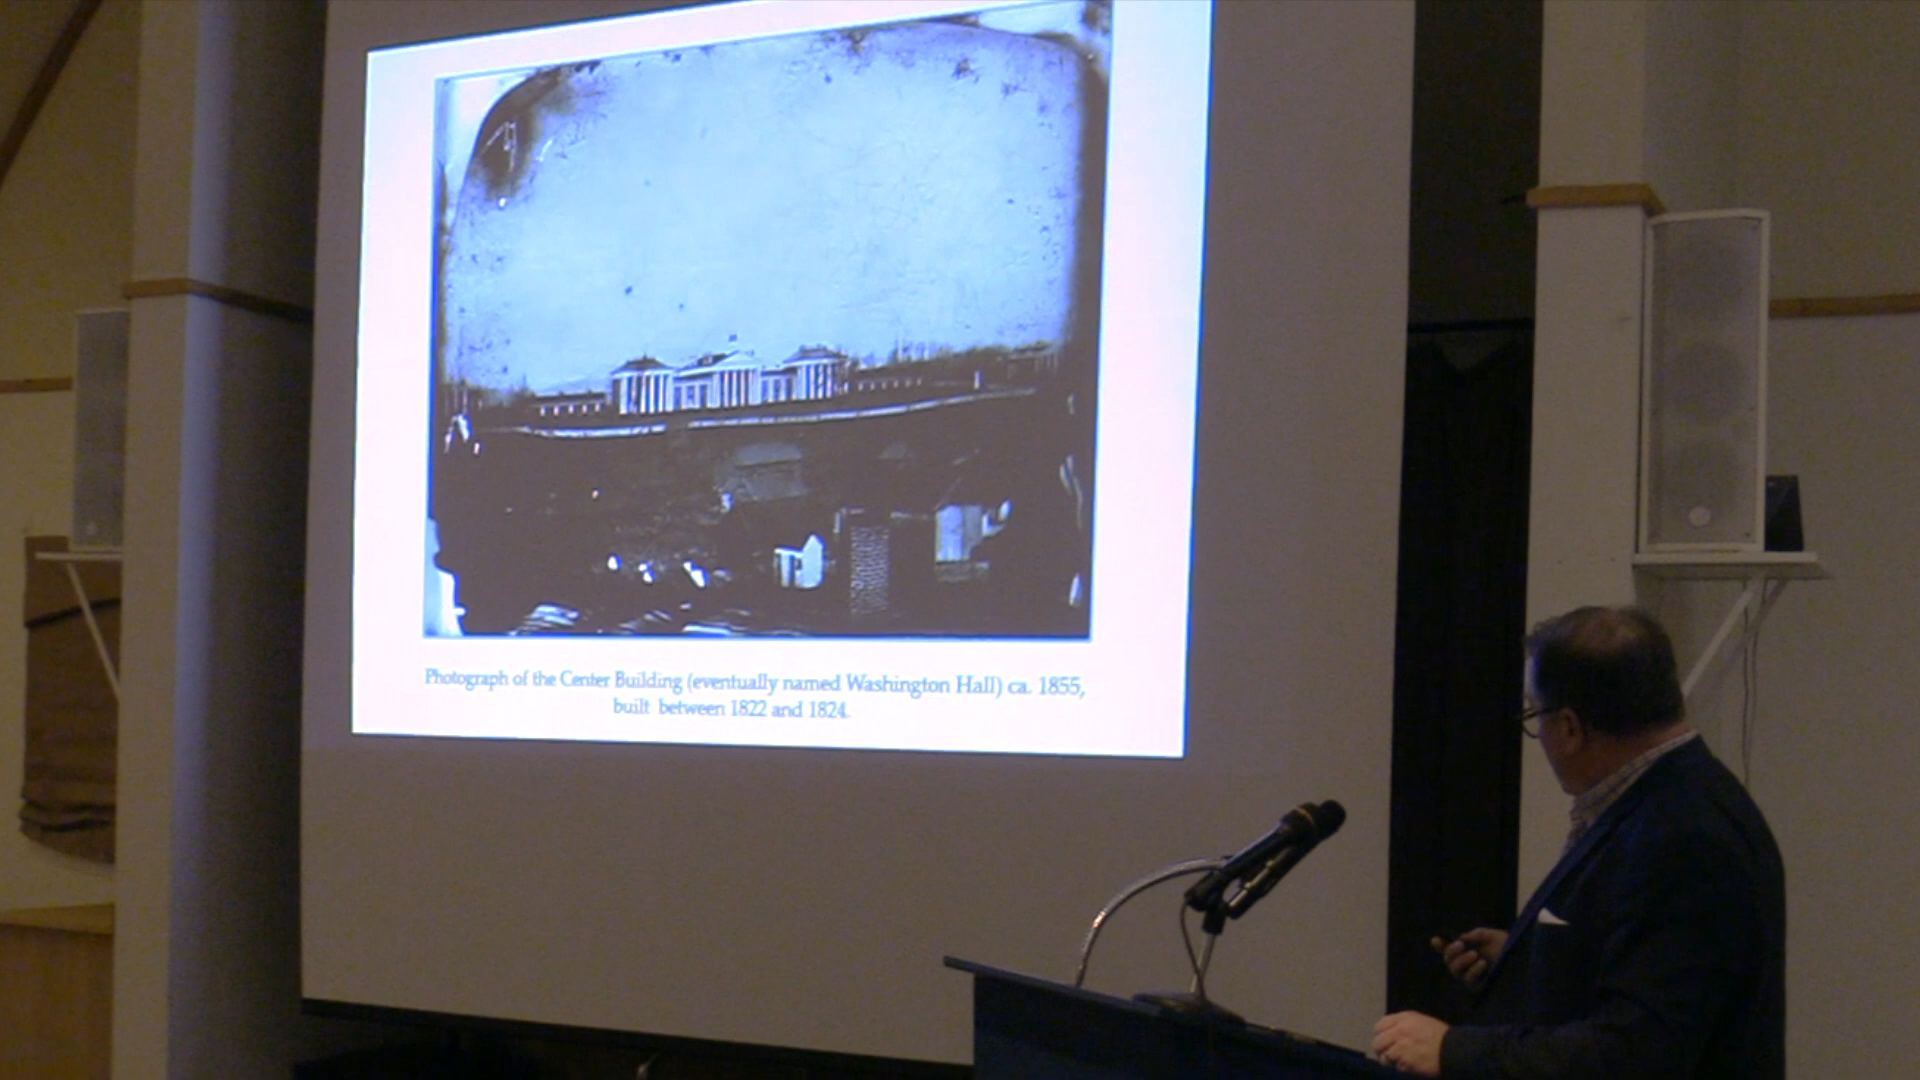 Photograph of the Center Building (eventually named Washington Hall) ca. 1855,
built between 1822 and 1824.